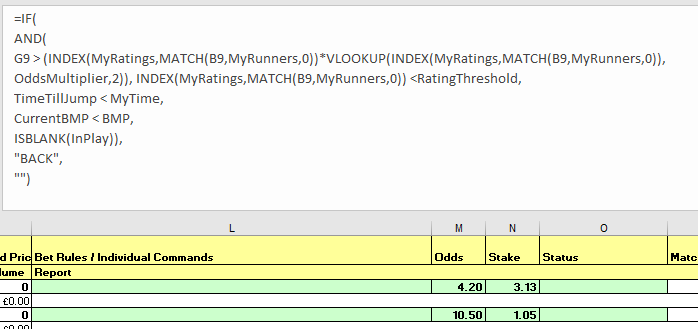 =IF(
AND(
G9 > (INDEX(MyRatings,MATCH(B9,MyRunners,0))*VLOOKUP(INDEX(MyRatings,MATCH(B9,MyRunners,0)),
OddsMultiplier,2)), INDEX(MyRatings,MATCH(B9,MyRunners,0)) <RatingThreshold,
TimeTillJump < MyTime,
CurrentBMP < BMP,
ISBLANK(InPlay)),
"BACK",
"")
L M N O
d Pric Bet Rules / Individual Commands Odds Stake Status Matc
lume Report
0 4.20 3.13
£0.00
0 10.50 1.05
£0.00